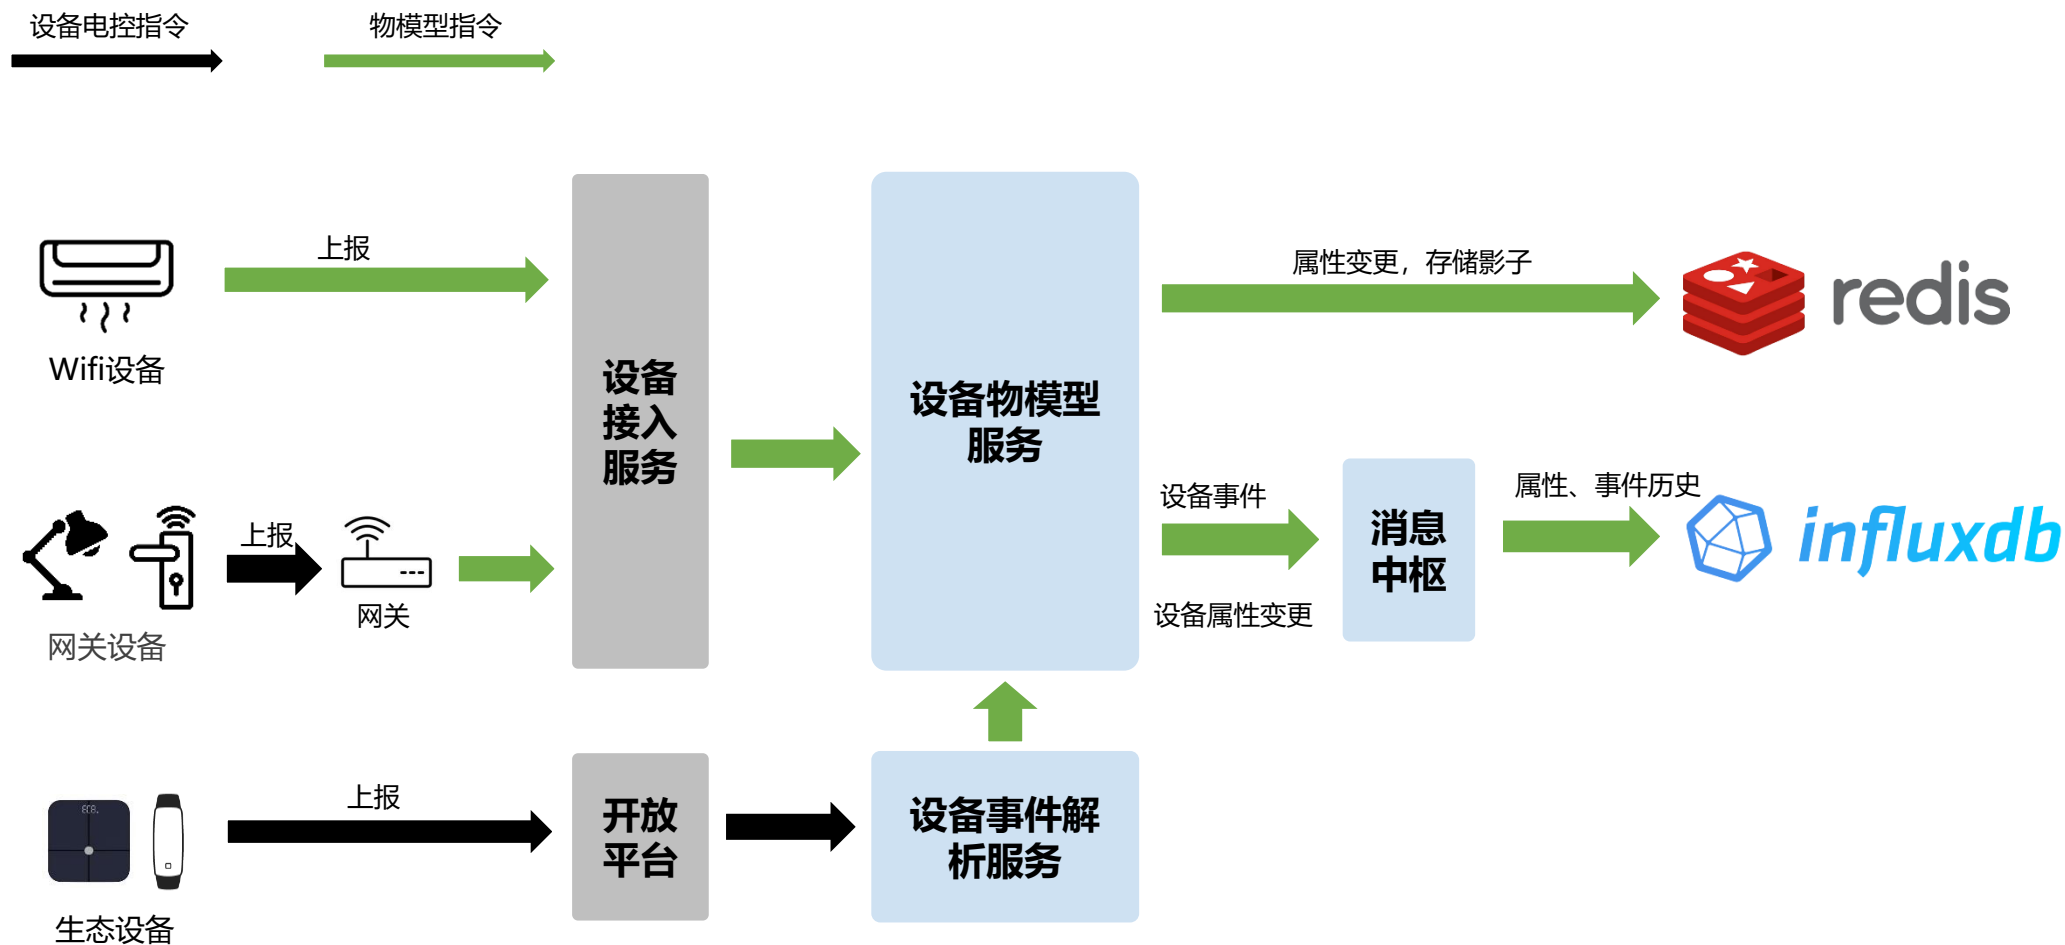 设备电控指令
物模型指令
上报
Wifi设备
设备
接入
服务
设备物模型
服务
属性变更，存储影子
redis
上报
网关
网关设备
设备事件
设备属性变更
消息
中枢
属性、事件历史
influxdb
上报
生态设备
开放
平台
设备事件解
析服务